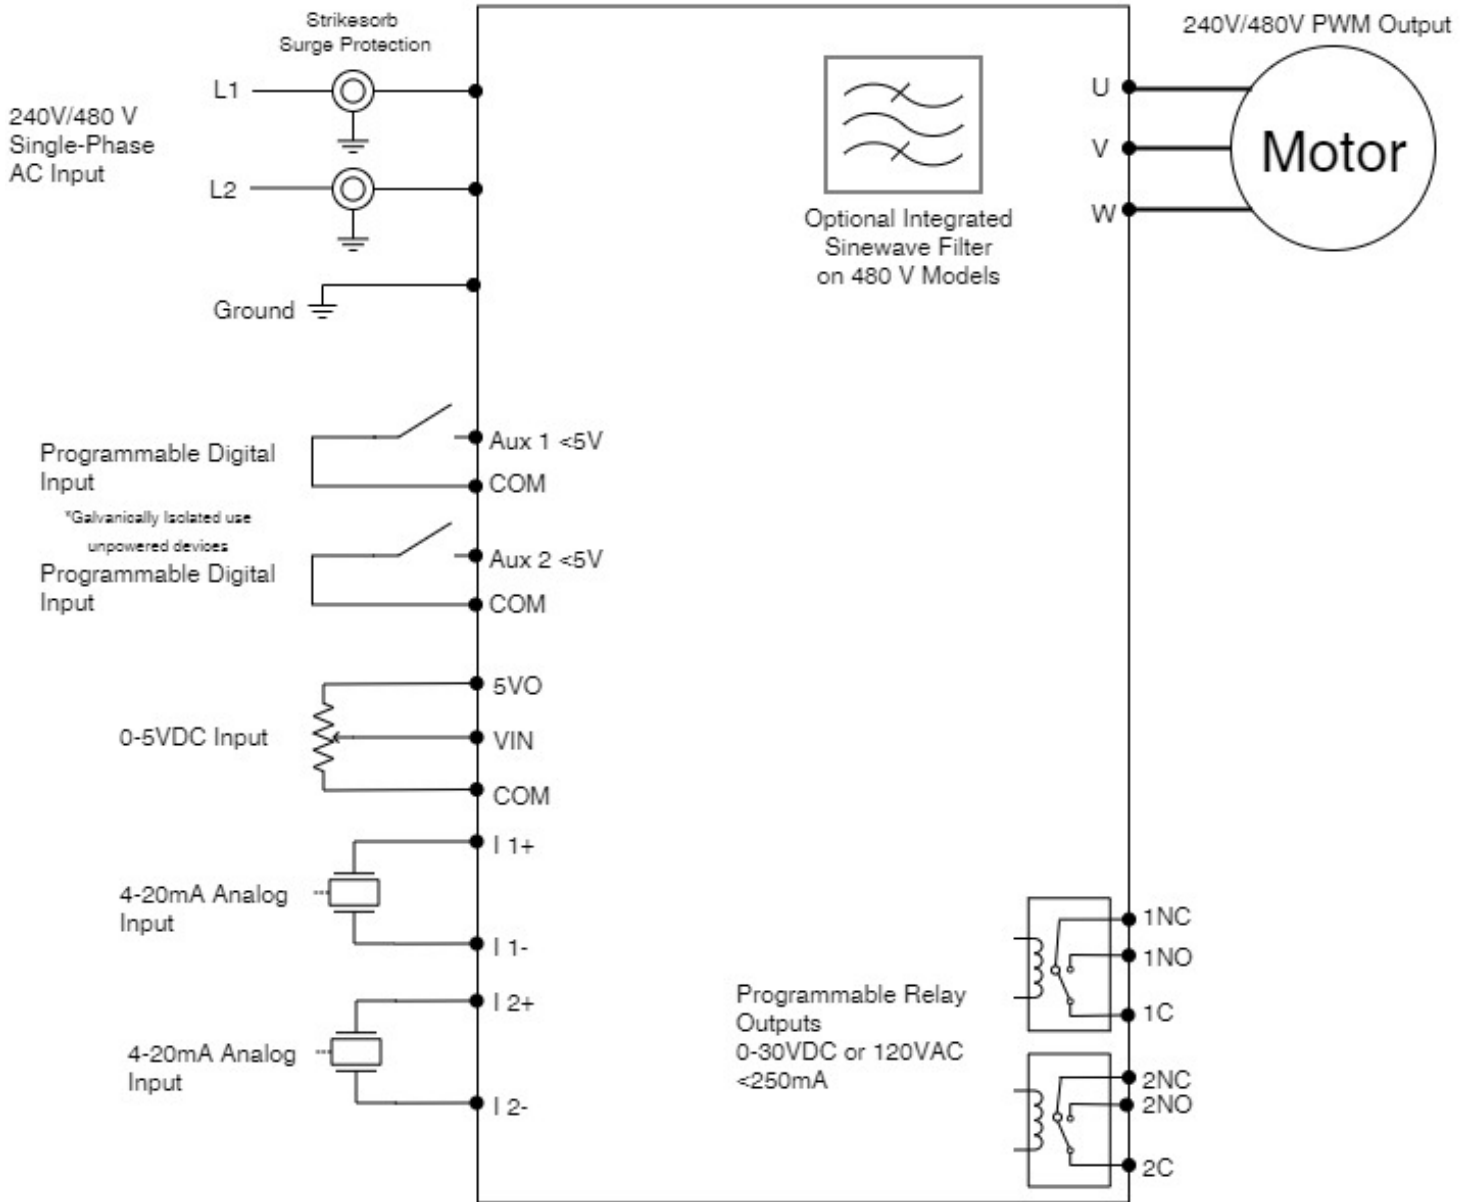 Strikesorb
Surge Protection
L1
240V/480 V
Single-Phase
AC Input
L2
Ground
240V/480V PWM Output
U
V
W
Motor
Optional Integrated
Sinewave Filter
on 480 V Models
Programmable Digital
Input
Aux 1 <5V
COM
*Galvanically Isolated use
unpowered devices
Programmable Digital
Input
Aux 2 <5V
COM
0-5VDC Input
5VO
VIN
COM
4-20mA Analog
Input
I 1+
I 1-
4-20mA Analog
Input
I 2+
I 2-
Programmable Relay
Outputs
0-30VDC or 120VAC
<250mA
1NC
1NO
1C
2NC
2NO
2C